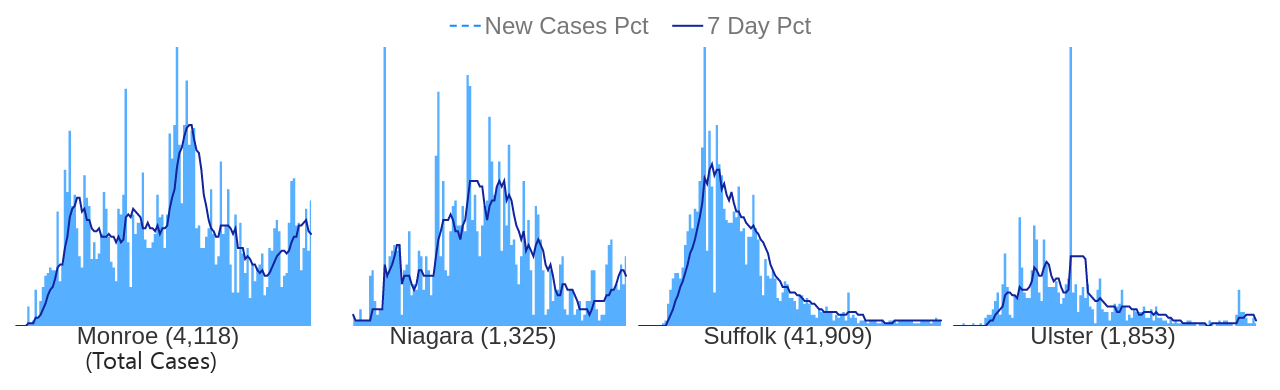 New Cases Pct 7 Day Pct
Monroe (4,118) Niagara (1,325) Suffolk (41,909) Ulster (1,853)
(Total Cases)